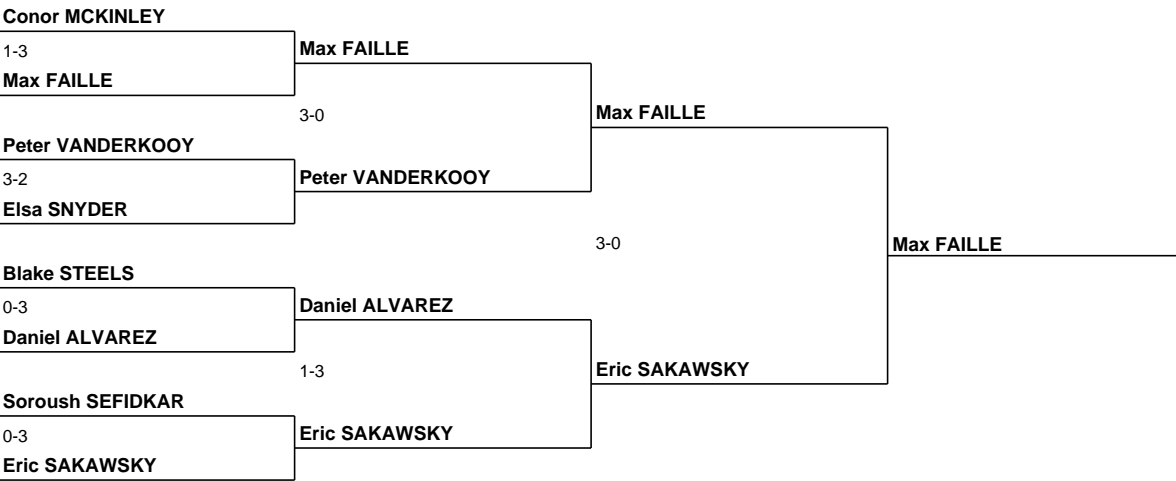 Conor MCKINLEY
1-3
Max FAILLE
Peter VANDERKOOY
3-2
Elsa SNYDER
Blake STEELS
0-3
Daniel ALVAREZ
Soroush SEFIDKAR
0-3
Eric SAKAWSKY
Max FAILLE
3-0
Peter VANDERKOOY
Daniel ALVAREZ
1-3
Eric SAKAWSKY
Max FAILLE
3-0
Eric SAKAWSKY
Max FAILLE